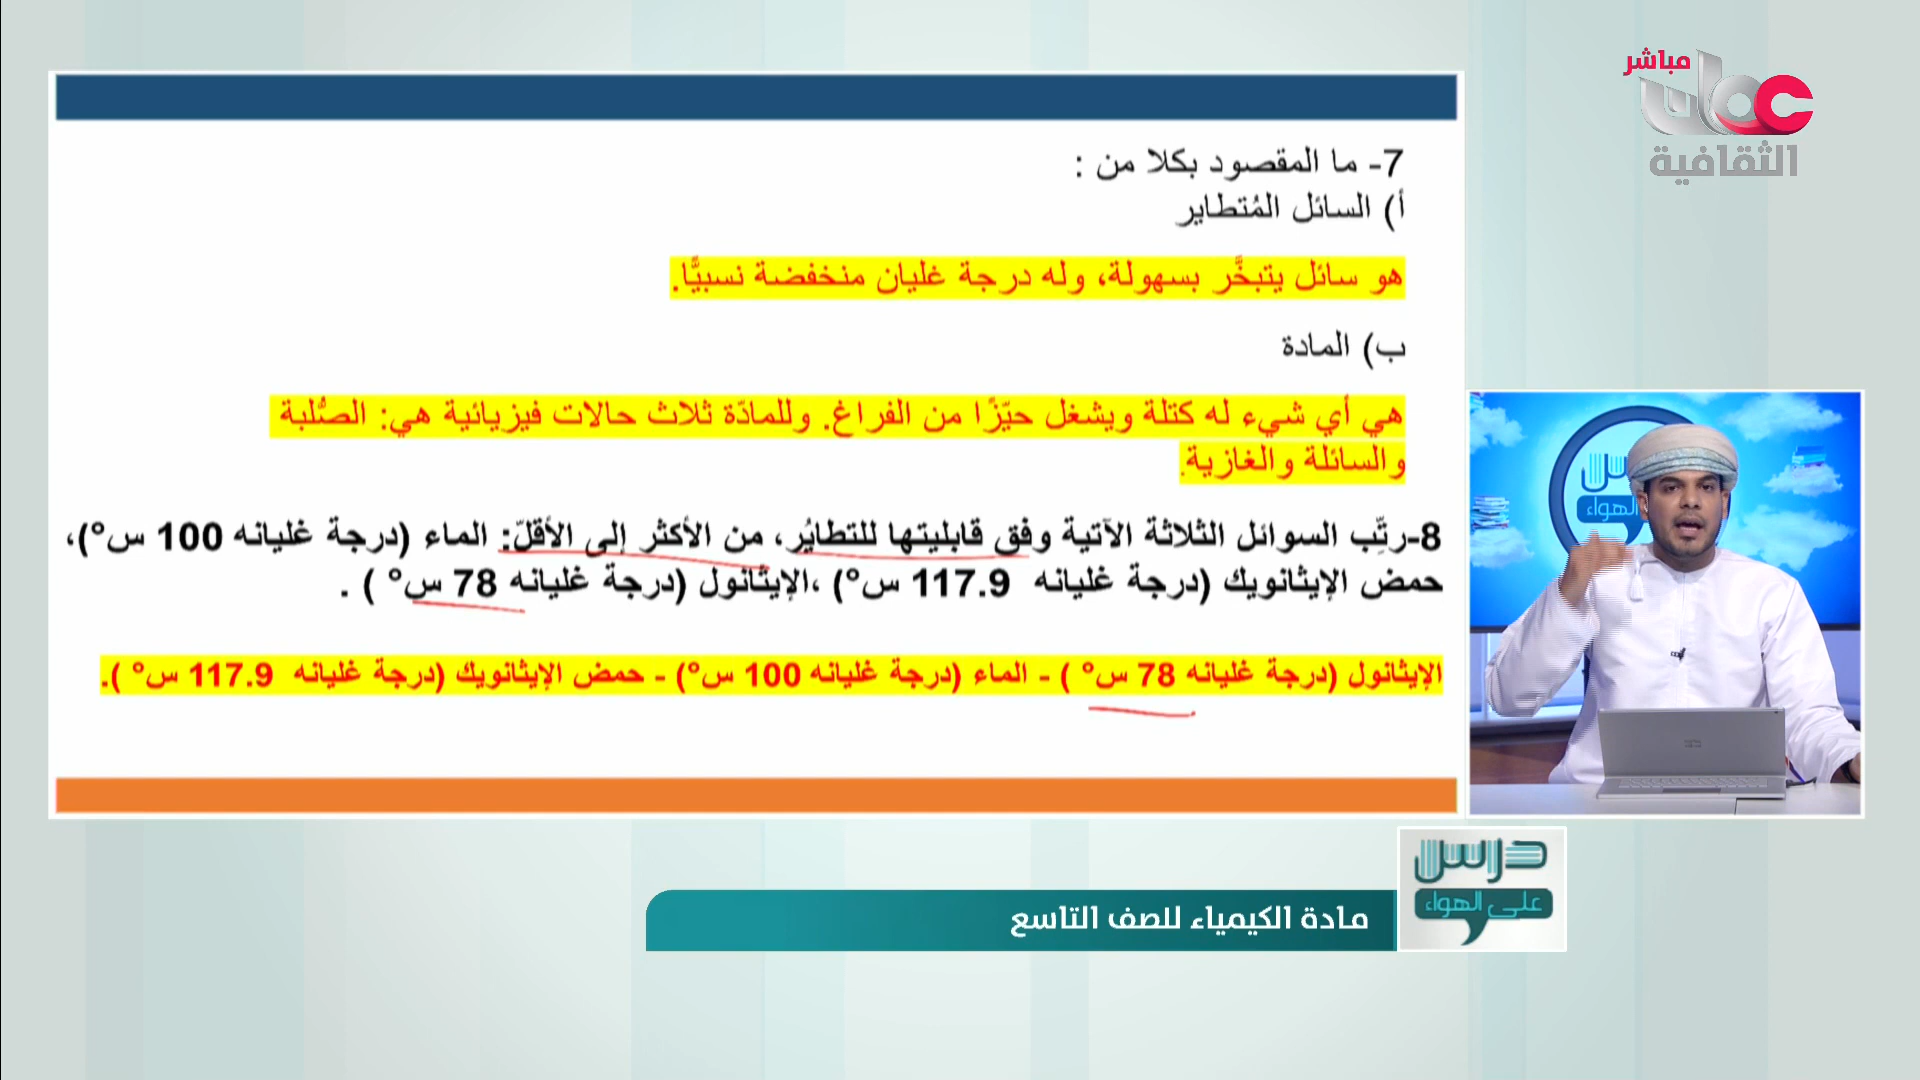 مباشر
عمان
الثقافية
7- ما المقصود بكلا من :
أ) السائل المُتطاير
هو سائل يتبخَّر بسهولة، وله درجة غليان منخفضة نسبيًّا.
ب) المادة
هي أي شيء له كتلة ويشغل حيّزًا من الفراغ. وللمادّة ثلاث حالات فيزيائية هي: الصُّلبة
والسائلة والغازية.
8-رتِّب السوائل الثلاثة الآتية وفق قابليتها للتطايُر، من الأكثر إلى الأقلّ: الماء (درجة غليانه 100 س°)،
حمض الإيثانويك (درجة غليانه 117.9 س°) ،الإيثانول (درجة غليانه 78 س° ) .
الإيثانول (درجة غليانه 78 س° ) - الماء (درجة غليانه 100 س°) - حمض الإيثانويك (درجة غليانه 117.9 س° ).
درس
على الهواء
مادة الكيمياء للصف التاسع